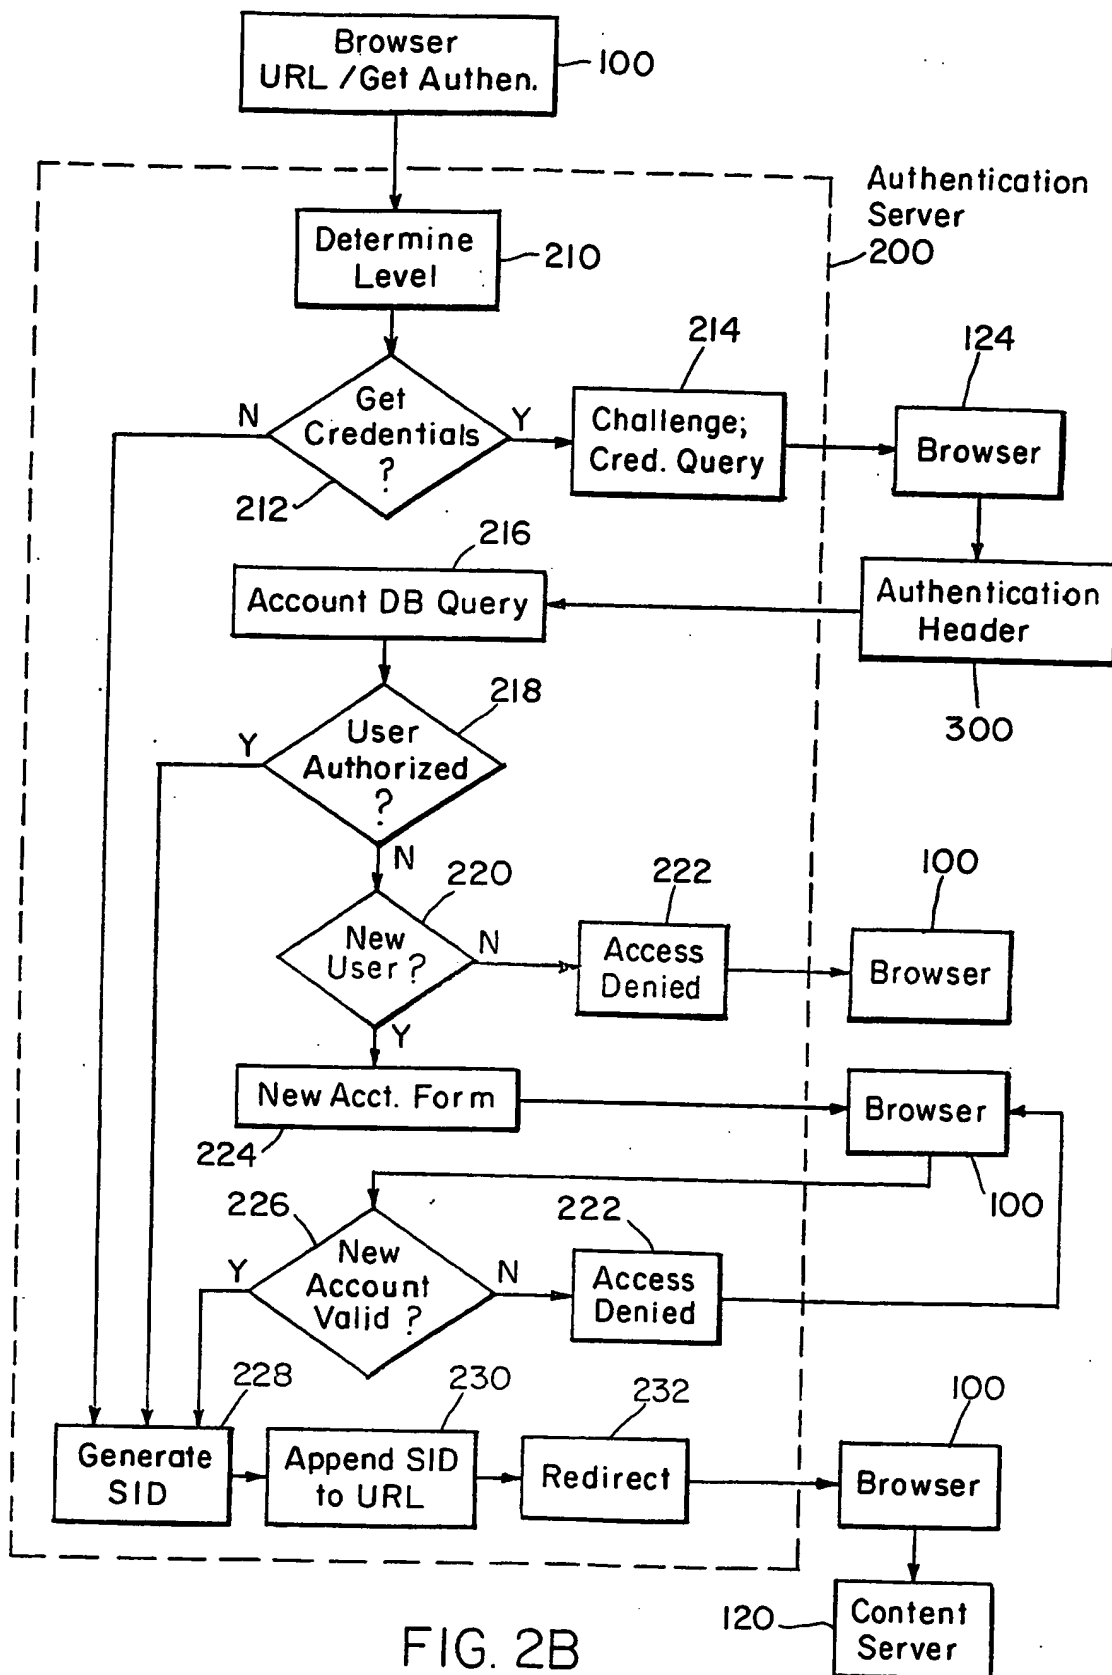 Browser
URL / Get Authen.
100
Authentication
Server
200
Determine
Level
210
214
124
N
Get
Credentials
?
Y
212
Challenge;
Cred. Query
Browser
216
Account DB Query
Authentication
Header
300
218
Y
User
Authorized
?
N
220
222
100
New
User ?
N
Access
Denied
Browser
Y
New Acct. Form
224
Browser
100
226
222
Y
New
Account
Valid ?
N
Access
Denied
228
230
232
100
Generate
SID
Append SID
to URL
Redirect
Browser
120
Content
Server
FIG. 2B